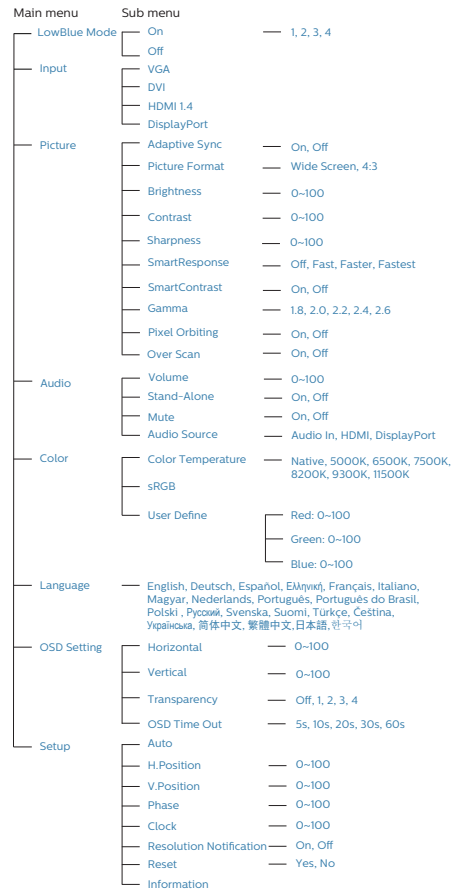 Main menu Sub menu
LowBlue Mode On 1, 2, 3, 4
Off
Input VGA
DVI
HDMI 1.4
DisplayPort
Picture Adaptive Sync On, Off
Picture Format Wide Screen, 4:3
Brightness 0~100
Contrast 0~100
Sharpness 0~100
SmartResponse Off, Fast, Faster, Fastest
SmartContrast On, Off
Gamma 1.8, 2.0, 2.2, 2.4, 2.6
Pixel Orbiting On, Off
Over Scan On, Off
Audio Volume 0~100
Stand-Alone On, Off
Mute On, Off
Audio Source Audio In, HDMI, DisplayPort
Color Color Temperature Native, 5000K, 6500K, 7500K,
8200K, 9300K, 11500K
sRGB
User Define Red: 0~100
Green: 0~100
Blue: 0~100
Language English, Deutsch, Español, Ελληνική, Français, Italiano,
Magyar, Nederlands, Português, Português do Brasil,
Polski , Русский, Svenska, Suomi, Türkçe, Čeština,
Українська, 简体中文, 繁體中文,日本語,한국어
OSD Setting Horizontal 0~100
Vertical 0~100
Transparency Off, 1, 2, 3, 4
OSD Time Out 5s, 10s, 20s, 30s, 60s
Setup Auto
H.Position 0~100
V.Position 0~100
Phase 0~100
Clock 0~100
Resolution Notification On, Off
Reset Yes, No
Information